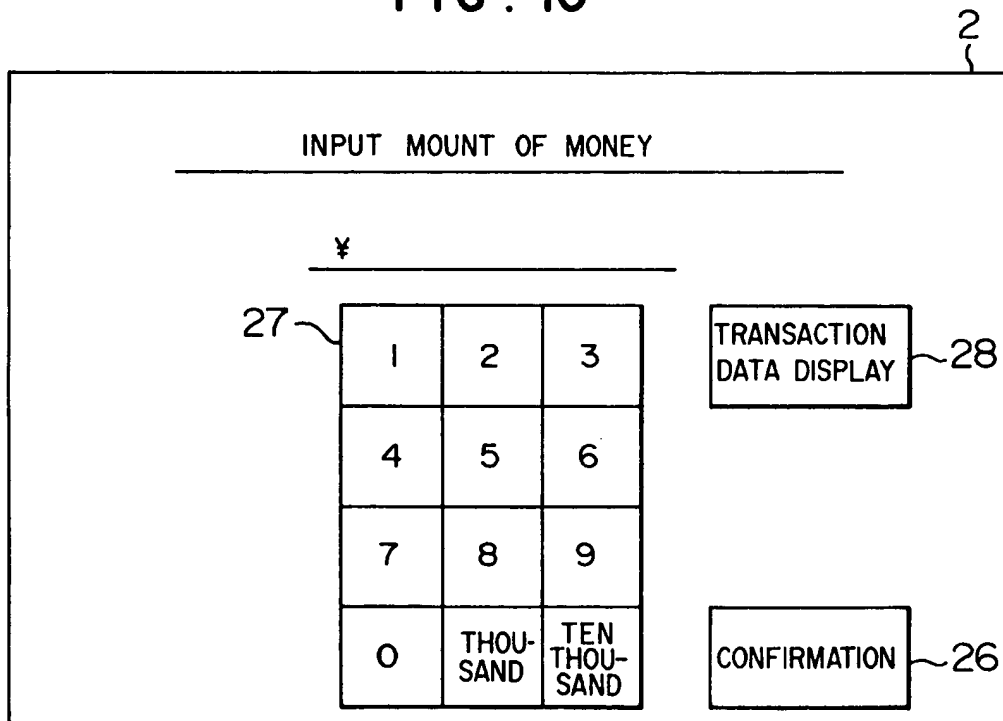 2
INPUT MOUNT OF MONEY
¥
27
1 2 3
TRANSACTION
DATA DISPLAY
28
4 5 6
7 8 9
0
THOU-
SAND
TEN
THOU-
SAND
CONFIRMATION
26